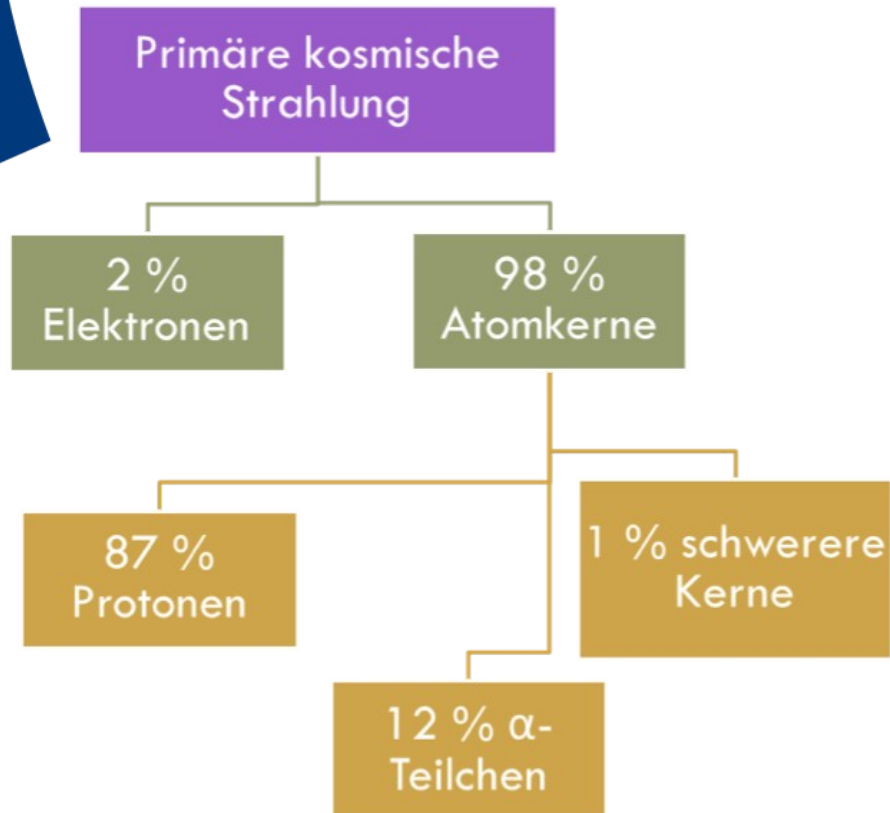 Primäre kosmische
Strahlung
2 %
Elektronen
98 %
Atomkerne
87 %
Protonen
1 % schwerere
Kerne
12 % α-
Teilchen